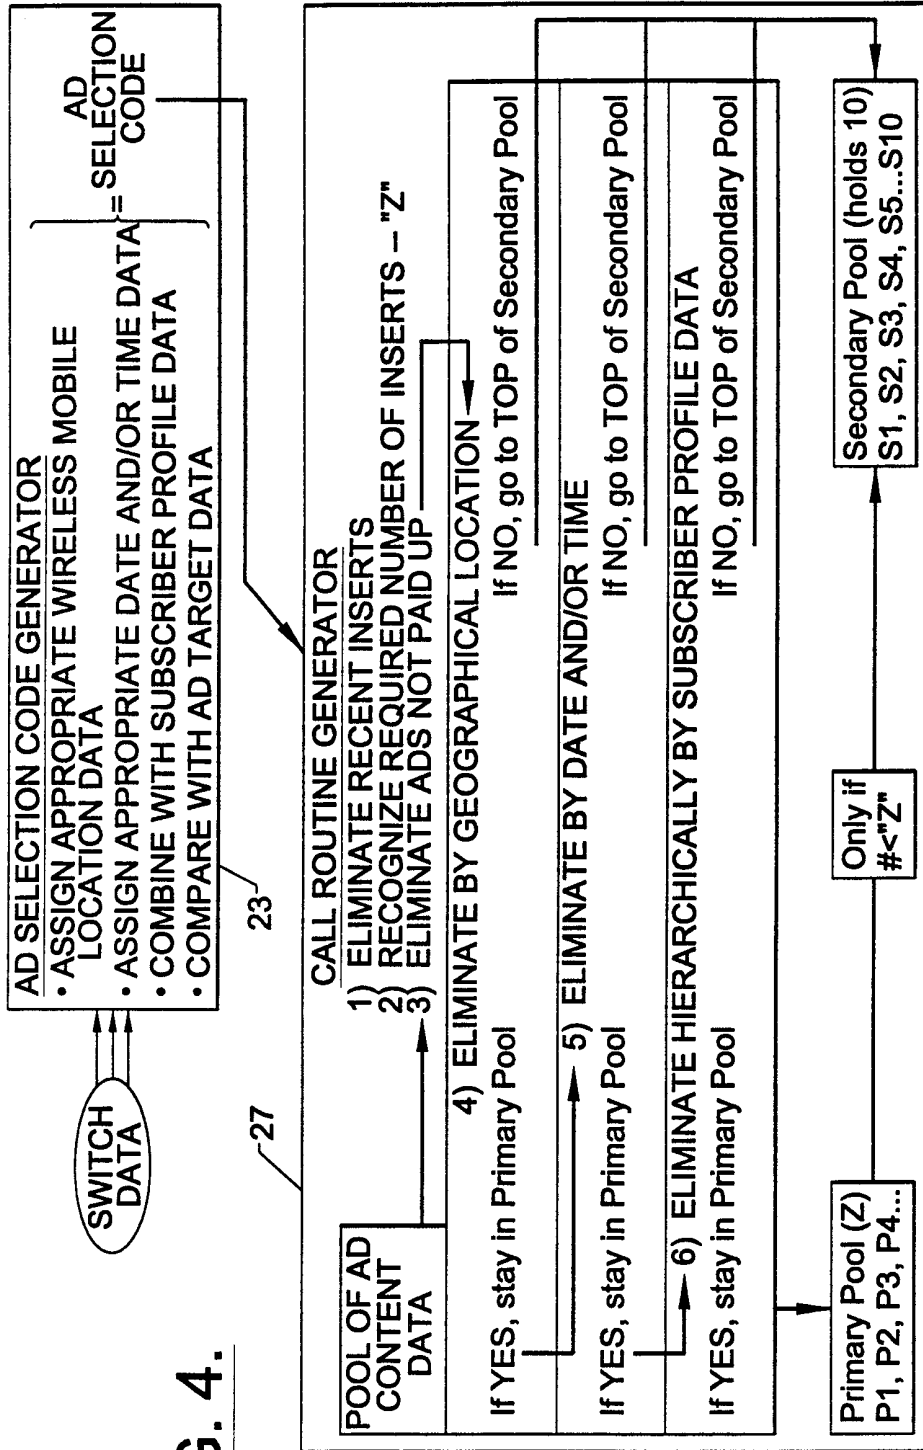 G. 4.
SWITCH
DATA
AD SELECTION CODE GENERATOR
• ASSIGN APPROPRIATE WIRELESS MOBILE
LOCATION DATA
• ASSIGN APPROPRIATE DATE AND/OR TIME DATA
• COMBINE WITH SUBSCRIBER PROFILE DATA
• COMPARE WITH AD TARGET DATA
=
AD
SELECTION
CODE
23
27
CALL ROUTINE GENERATOR
1) ELIMINATE RECENT INSERTS
2) RECOGNIZE REQUIRED NUMBER OF INSERTS – "Z"
3) ELIMINATE ADS NOT PAID UP
POOL OF AD
CONTENT
DATA
4) ELIMINATE BY GEOGRAPHICAL LOCATION
If YES, stay in Primary Pool
If NO, go to TOP of Secondary Pool
5) ELIMINATE BY DATE AND/OR TIME
If YES, stay in Primary Pool
If NO, go to TOP of Secondary Pool
6) ELIMINATE HIERARCHICALLY BY SUBSCRIBER PROFILE DATA
If YES, stay in Primary Pool
If NO, go to TOP of Secondary Pool
Primary Pool (Z)
P1, P2, P3, P4...
Only if
#<"Z"
Secondary Pool (holds 10)
S1, S2, S3, S4, S5...S10